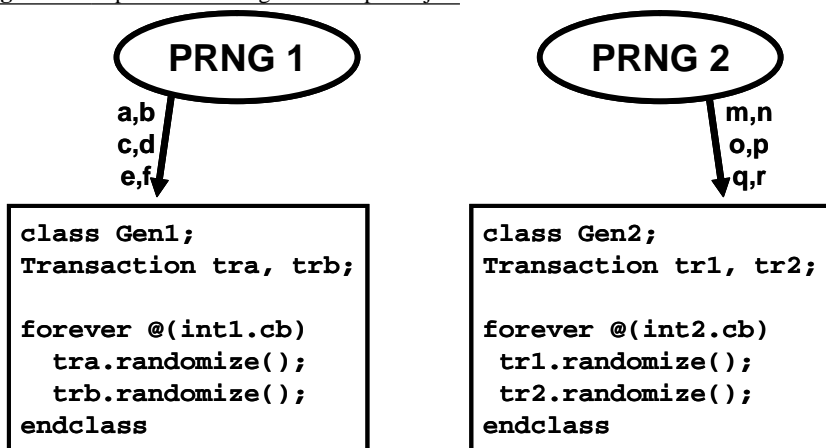 PRNG 1
a,b
c,d
e,f
class Gen1;
Transaction tra, trb;
forever @(int1.cb)
tra.randomize();
trb.randomize();
endclass
PRNG 2
m,n
o,p
q,r
class Gen2;
Transaction tr1, tr2;
forever @(int2.cb)
tr1.randomize();
tr2.randomize();
endclass